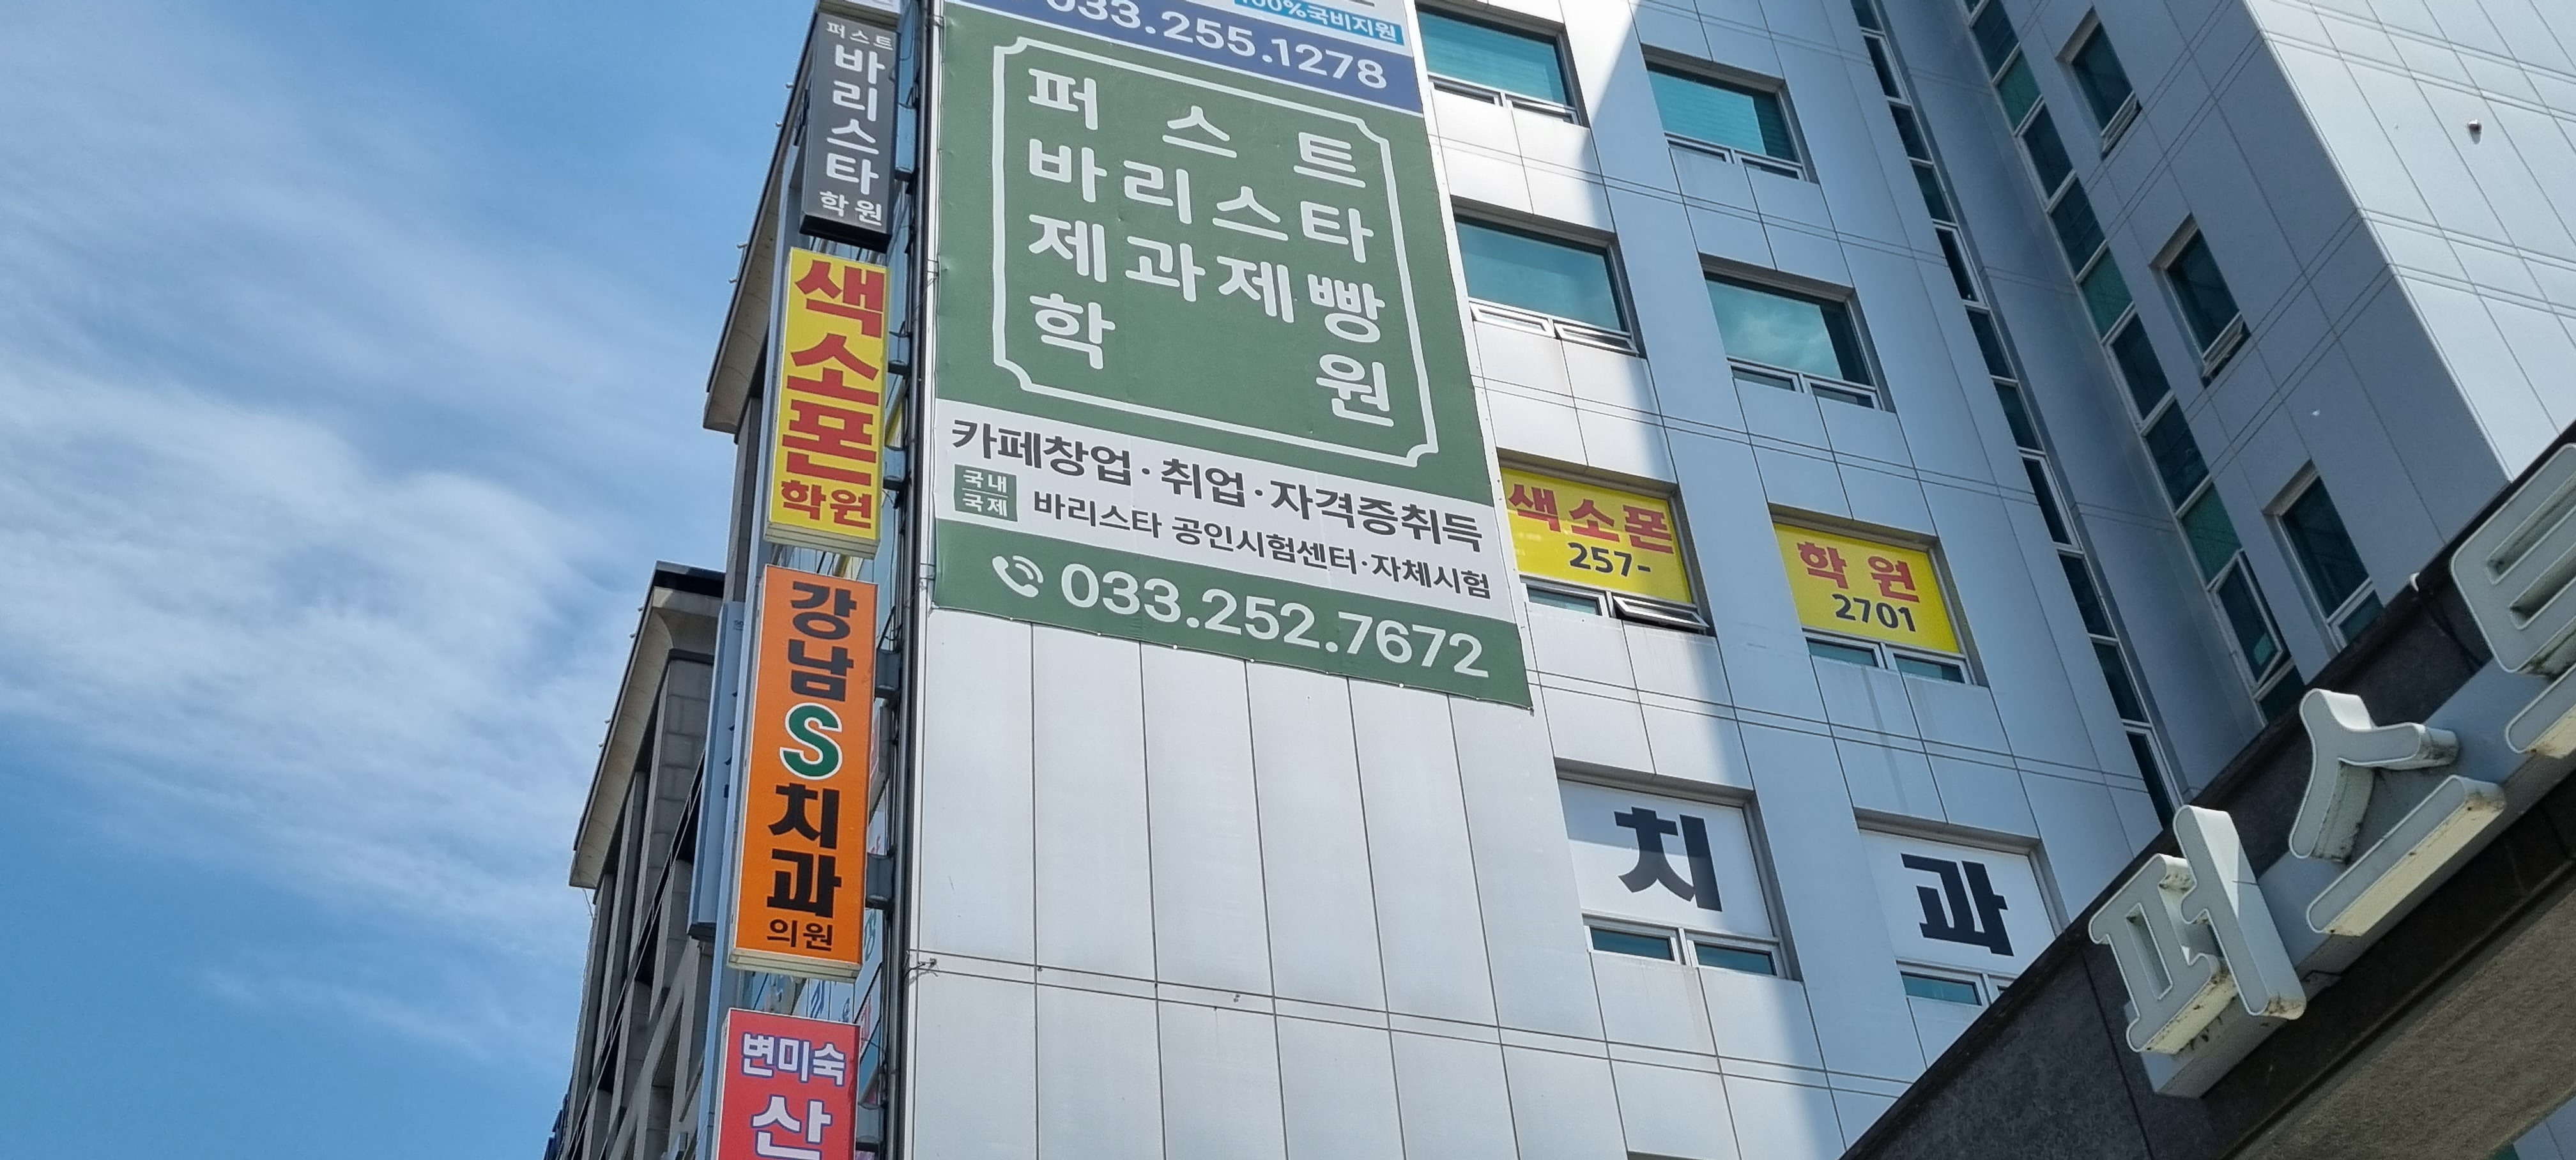 퍼스트
바리스타
학원
색소폰
학원
강남S치과
의원
변미숙
산
100%국비지원
033.255.1278
퍼스트
바리스타
제과제빵
학원
카페창업·취업·자격증취득
국내
국제
바리스타 공인시험센터·자체시험
033.252.7672
색소폰
257-
학원
2701
치과
퍼스트